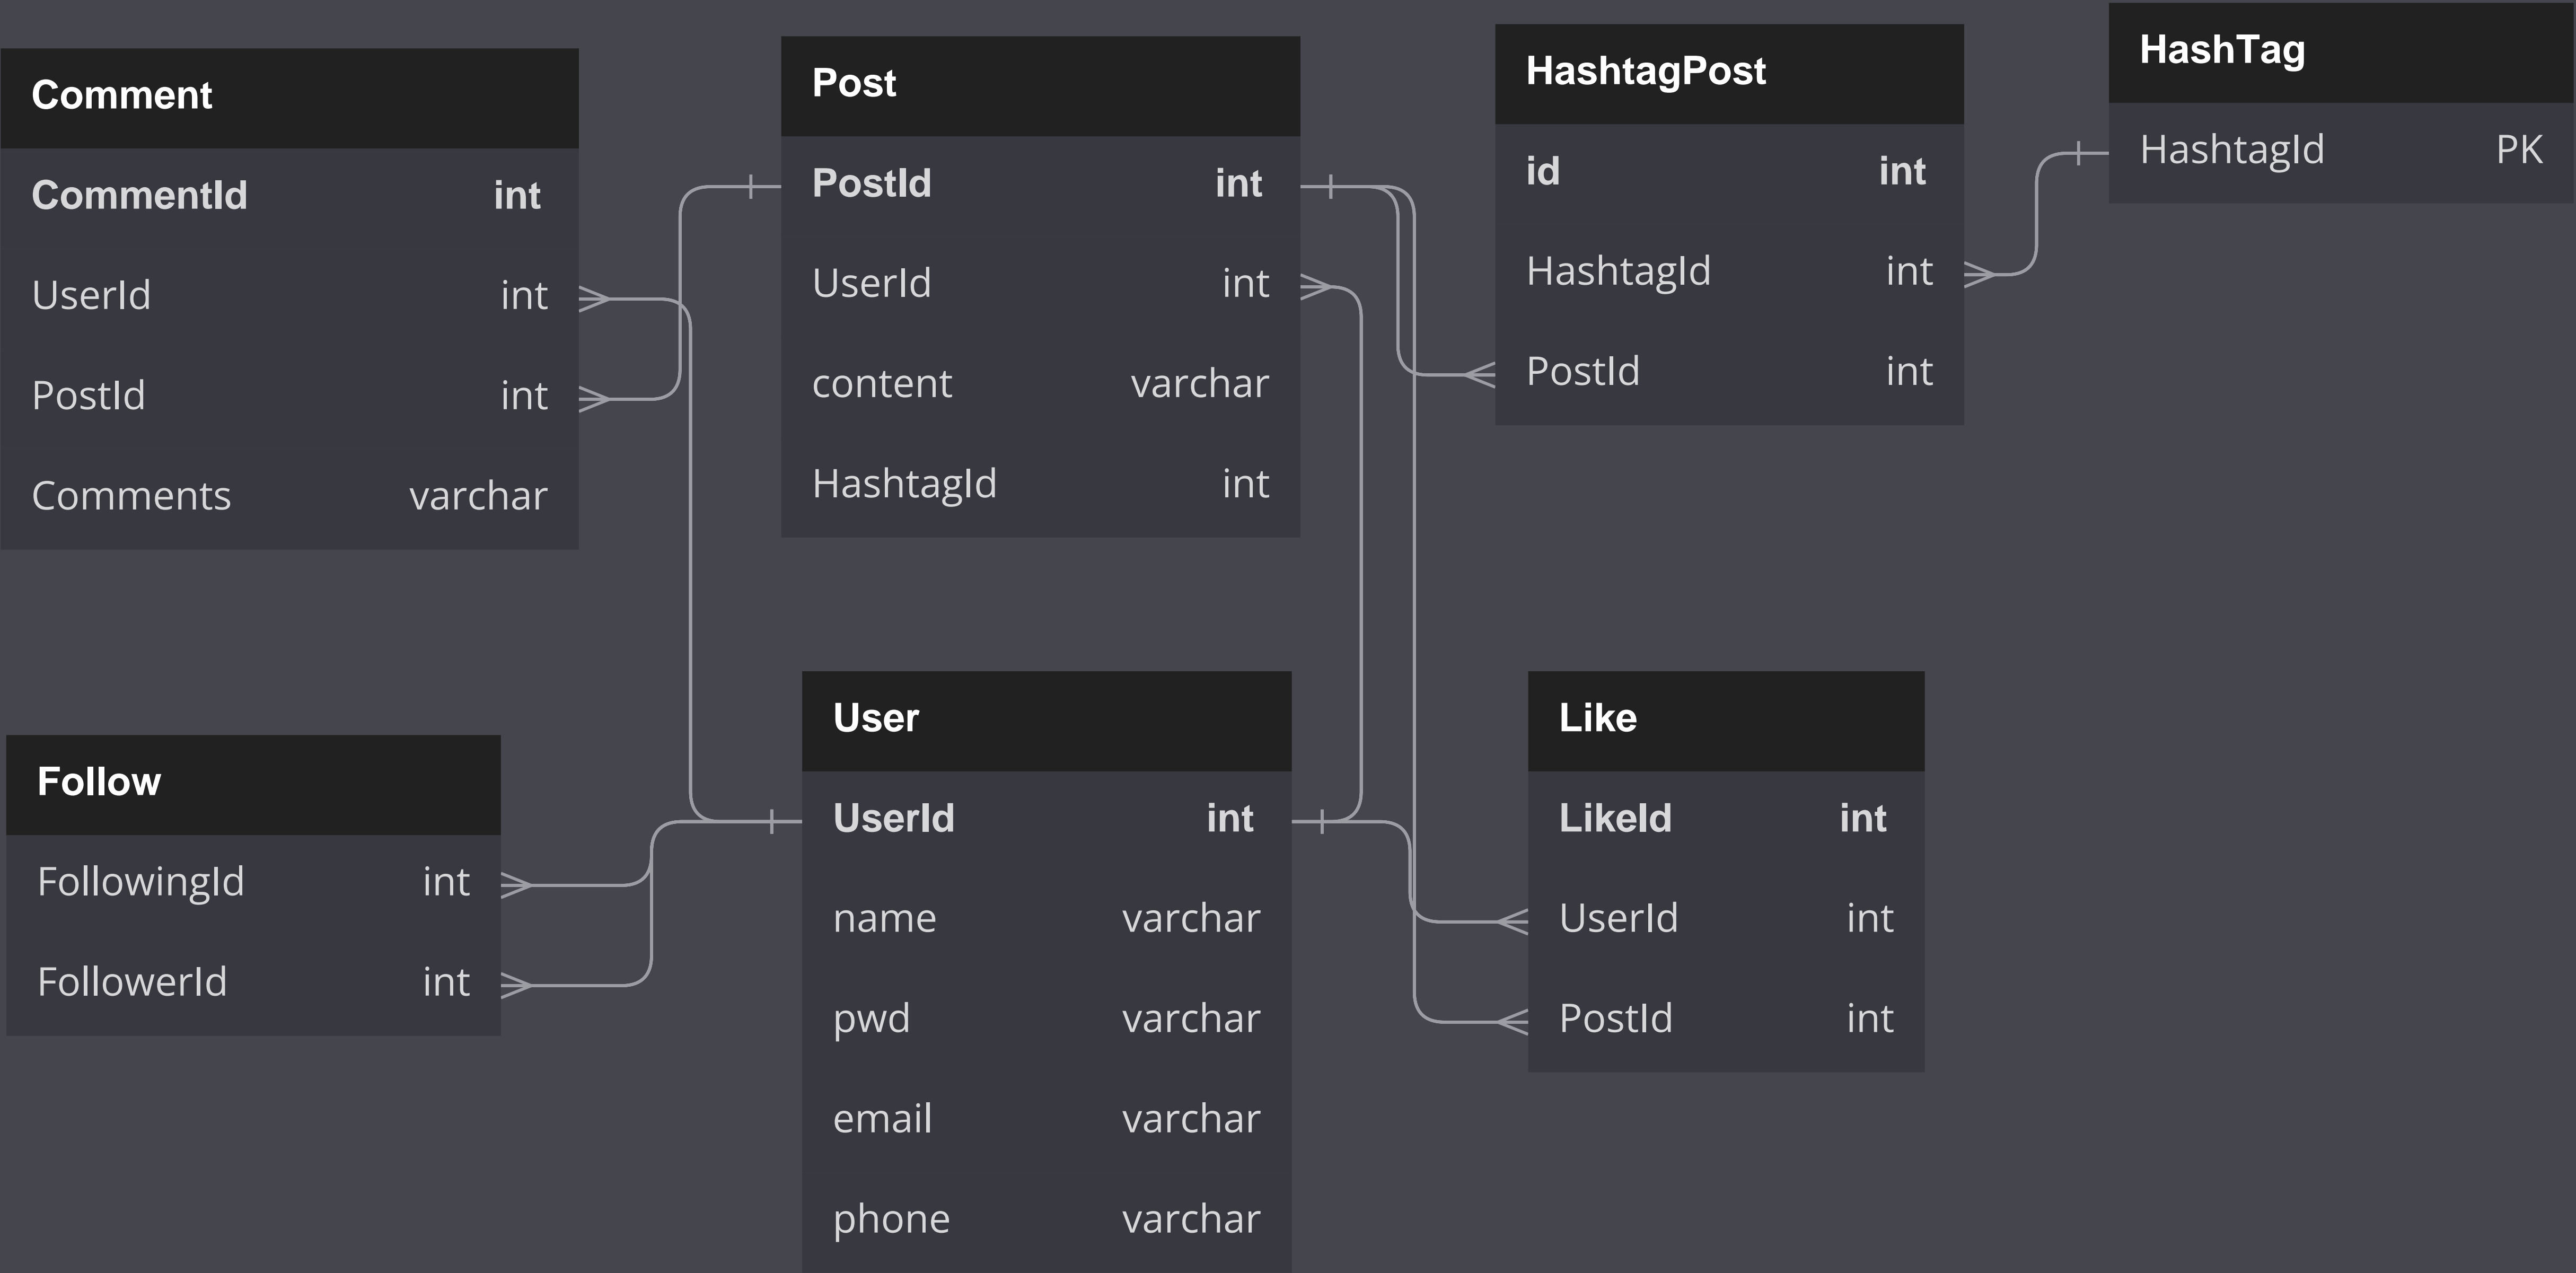 Comment
CommentId int
UserId int
PostId int
Comments varchar
Post
PostId int
UserId int
content varchar
HashtagId int
HashtagPost
id int
HashtagId int
PostId int
HashTag
HashtagId PK
Follow
FollowingId int
FollowerId int
User
UserId int
name varchar
pwd varchar
email varchar
phone varchar
Like
LikeId int
UserId int
PostId int